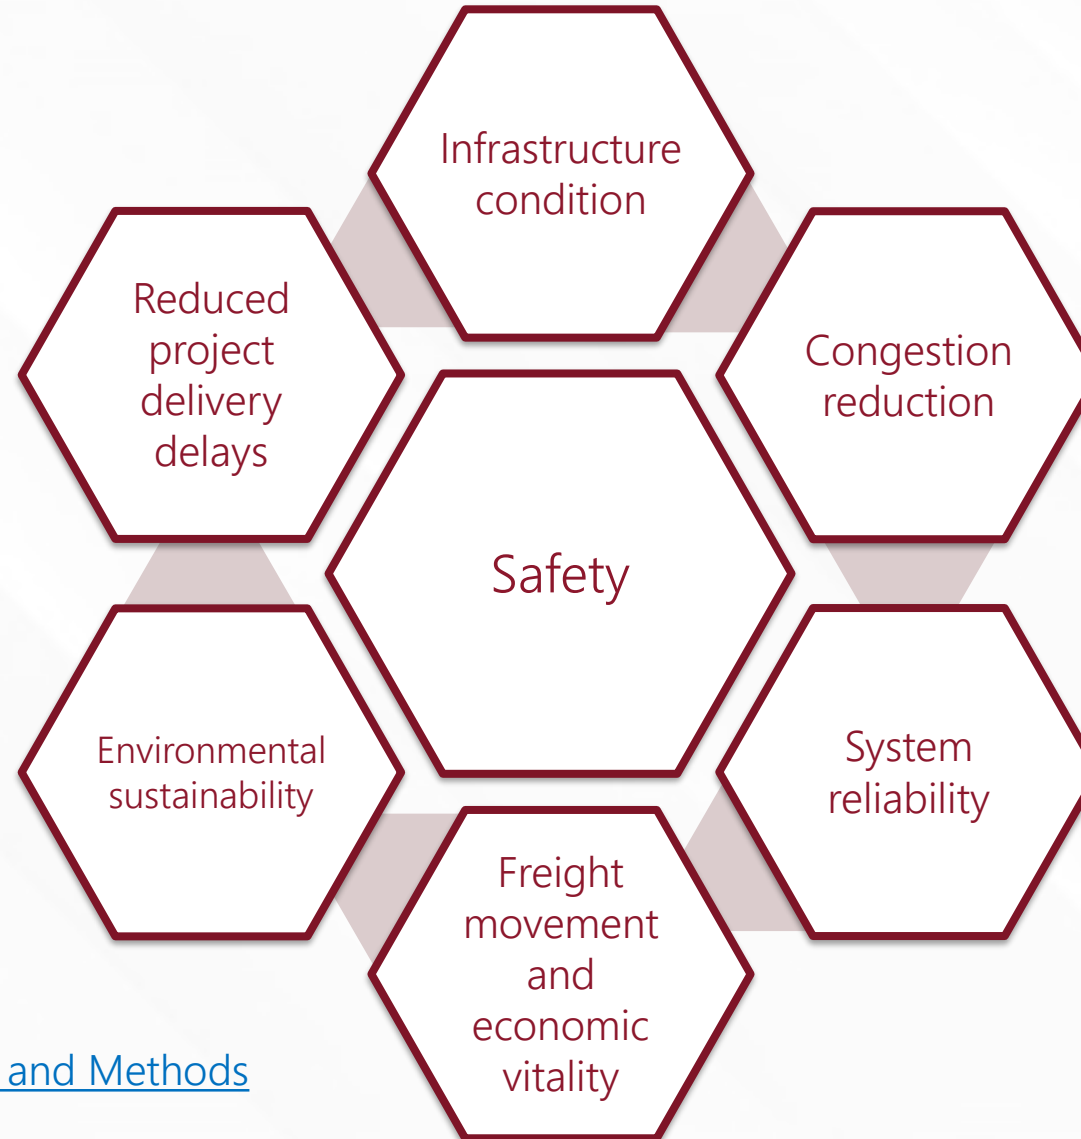 Infrastructure
condition
Reduced
project
delivery
delays
Congestion
reduction
Safety
Environmental
sustainability
System
reliability
Freight
movement
and
economic
vitality
and Methods